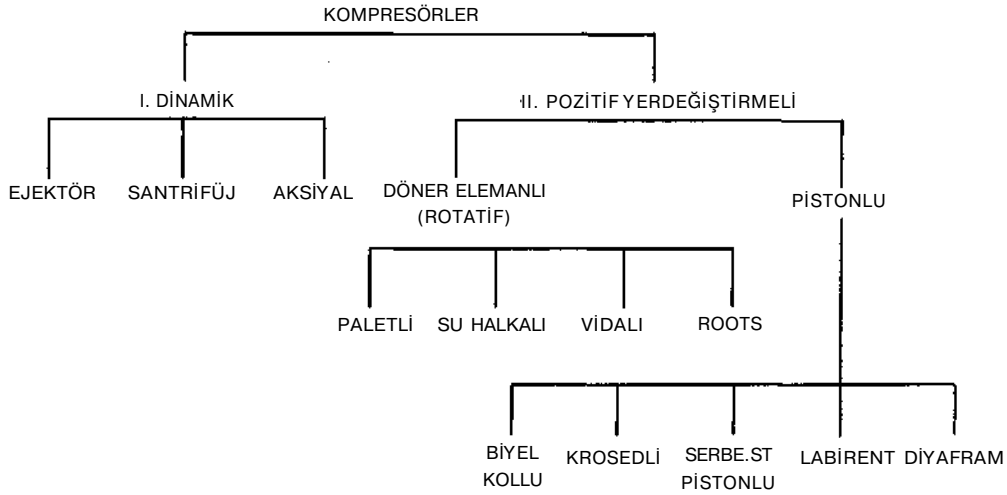 KOMPRESÖRLER
I. DİNAMİK
II. POZİTİF YERDEĞİŞTİRMELİ
EJEKTÖR SANTRİFÜJ AKSİYAL
DÖNER ELEMANLI
(ROTATİF)
PİSTONLU
PALETLİ SU HALKALI VİDALI ROOTS
BİYEL
KOLLU
KROSEDLİ
SERBE.ST
PİSTONLU
LABİRENT
DİYAFRAM